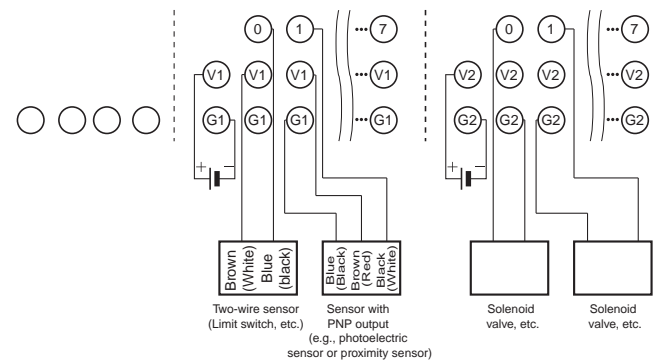 0 1 ••• 7 0 1 ••• 7
V1 V1 V1 ••• V1 V2 V2 V2 ••• V2
G1 G1 G1 ••• G1 G2 G2 G2 ••• G2
+ − + −
Brown
(White)
Blue
(black)
Blue
(Black)
Brown
(Red)
Black
(White)
Two-wire sensor
(Limit switch, etc.)
Sensor with
PNP output
(e.g., photoelectric
sensor or proximity sensor)
Solenoid
valve, etc.
Solenoid
valve, etc.